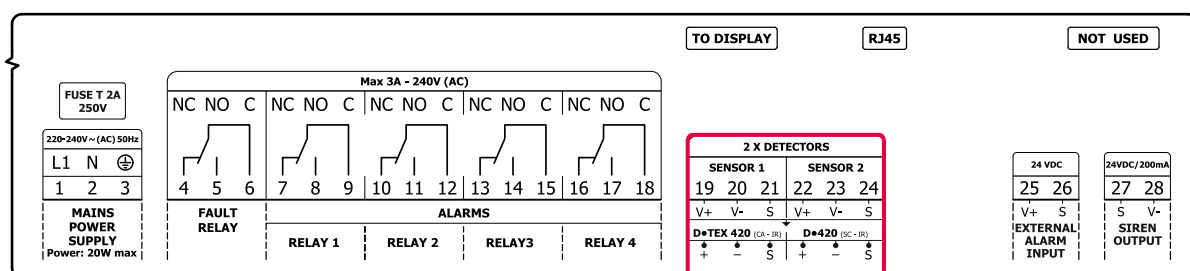 TO DISPLAY RJ45 NOT USED
Max 3A - 240V (AC)
FUSE T 2A
250V
NC NO C NC NO C NC NO C NC NO C NC NO C
220-240V~(AC) 50Hz
L1 N
1 2 3
4 5 6 7 8 9 10 11 12 13 14 15 16 17 18
2 X DETECTORS
SENSOR 1 SENSOR 2
19 20 21 22 23 24
V+ V- S V+ V- S
D•TEX 420 (CA - IR) D•420 (SC - IR)
+ - S + - S
24 VDC
25 26
V+ S
EXTERNAL
ALARM
INPUT
24VDC/200mA
27 28
S V-
SIREN
OUTPUT
MAINS
POWER
SUPPLY
Power: 20W max
FAULT
RELAY
ALARMS
RELAY 1 RELAY 2 RELAY3 RELAY 4